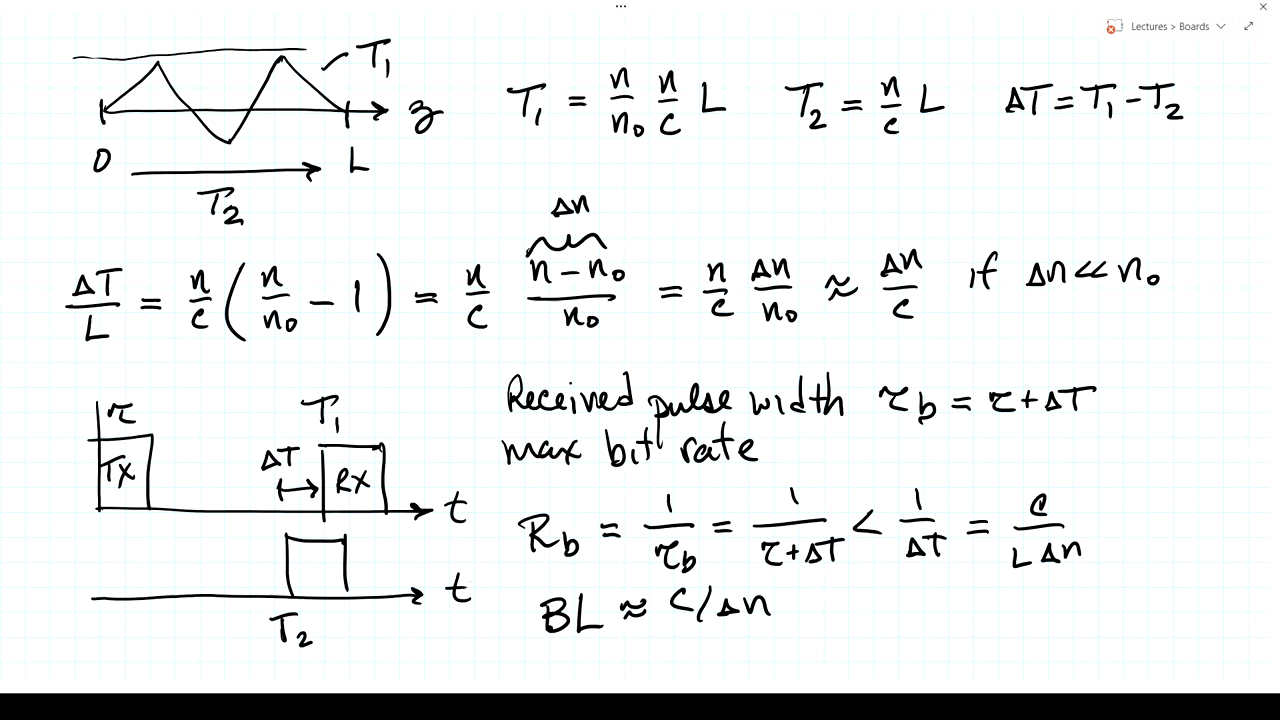 ...
Lectures > Boards
T₁
0 L z
T₂
T₁ = n/n₀ n/c L T₂ = n/c L ΔT = T₁ - T₂
Δn
ΔT/L = n/c (n/n₀ - 1) = n/c (n - n₀)/n₀ = n/c Δn/n₀ ≈ Δn/c if Δn << n₀
τ T₁
TX ΔT RX t
t
T₂
Received pulse width τb = τ + ΔT
max bit rate
Rb = 1/τb = 1/(τ + ΔT) < 1/ΔT = c/(L Δn)
BL ≈ c/Δn